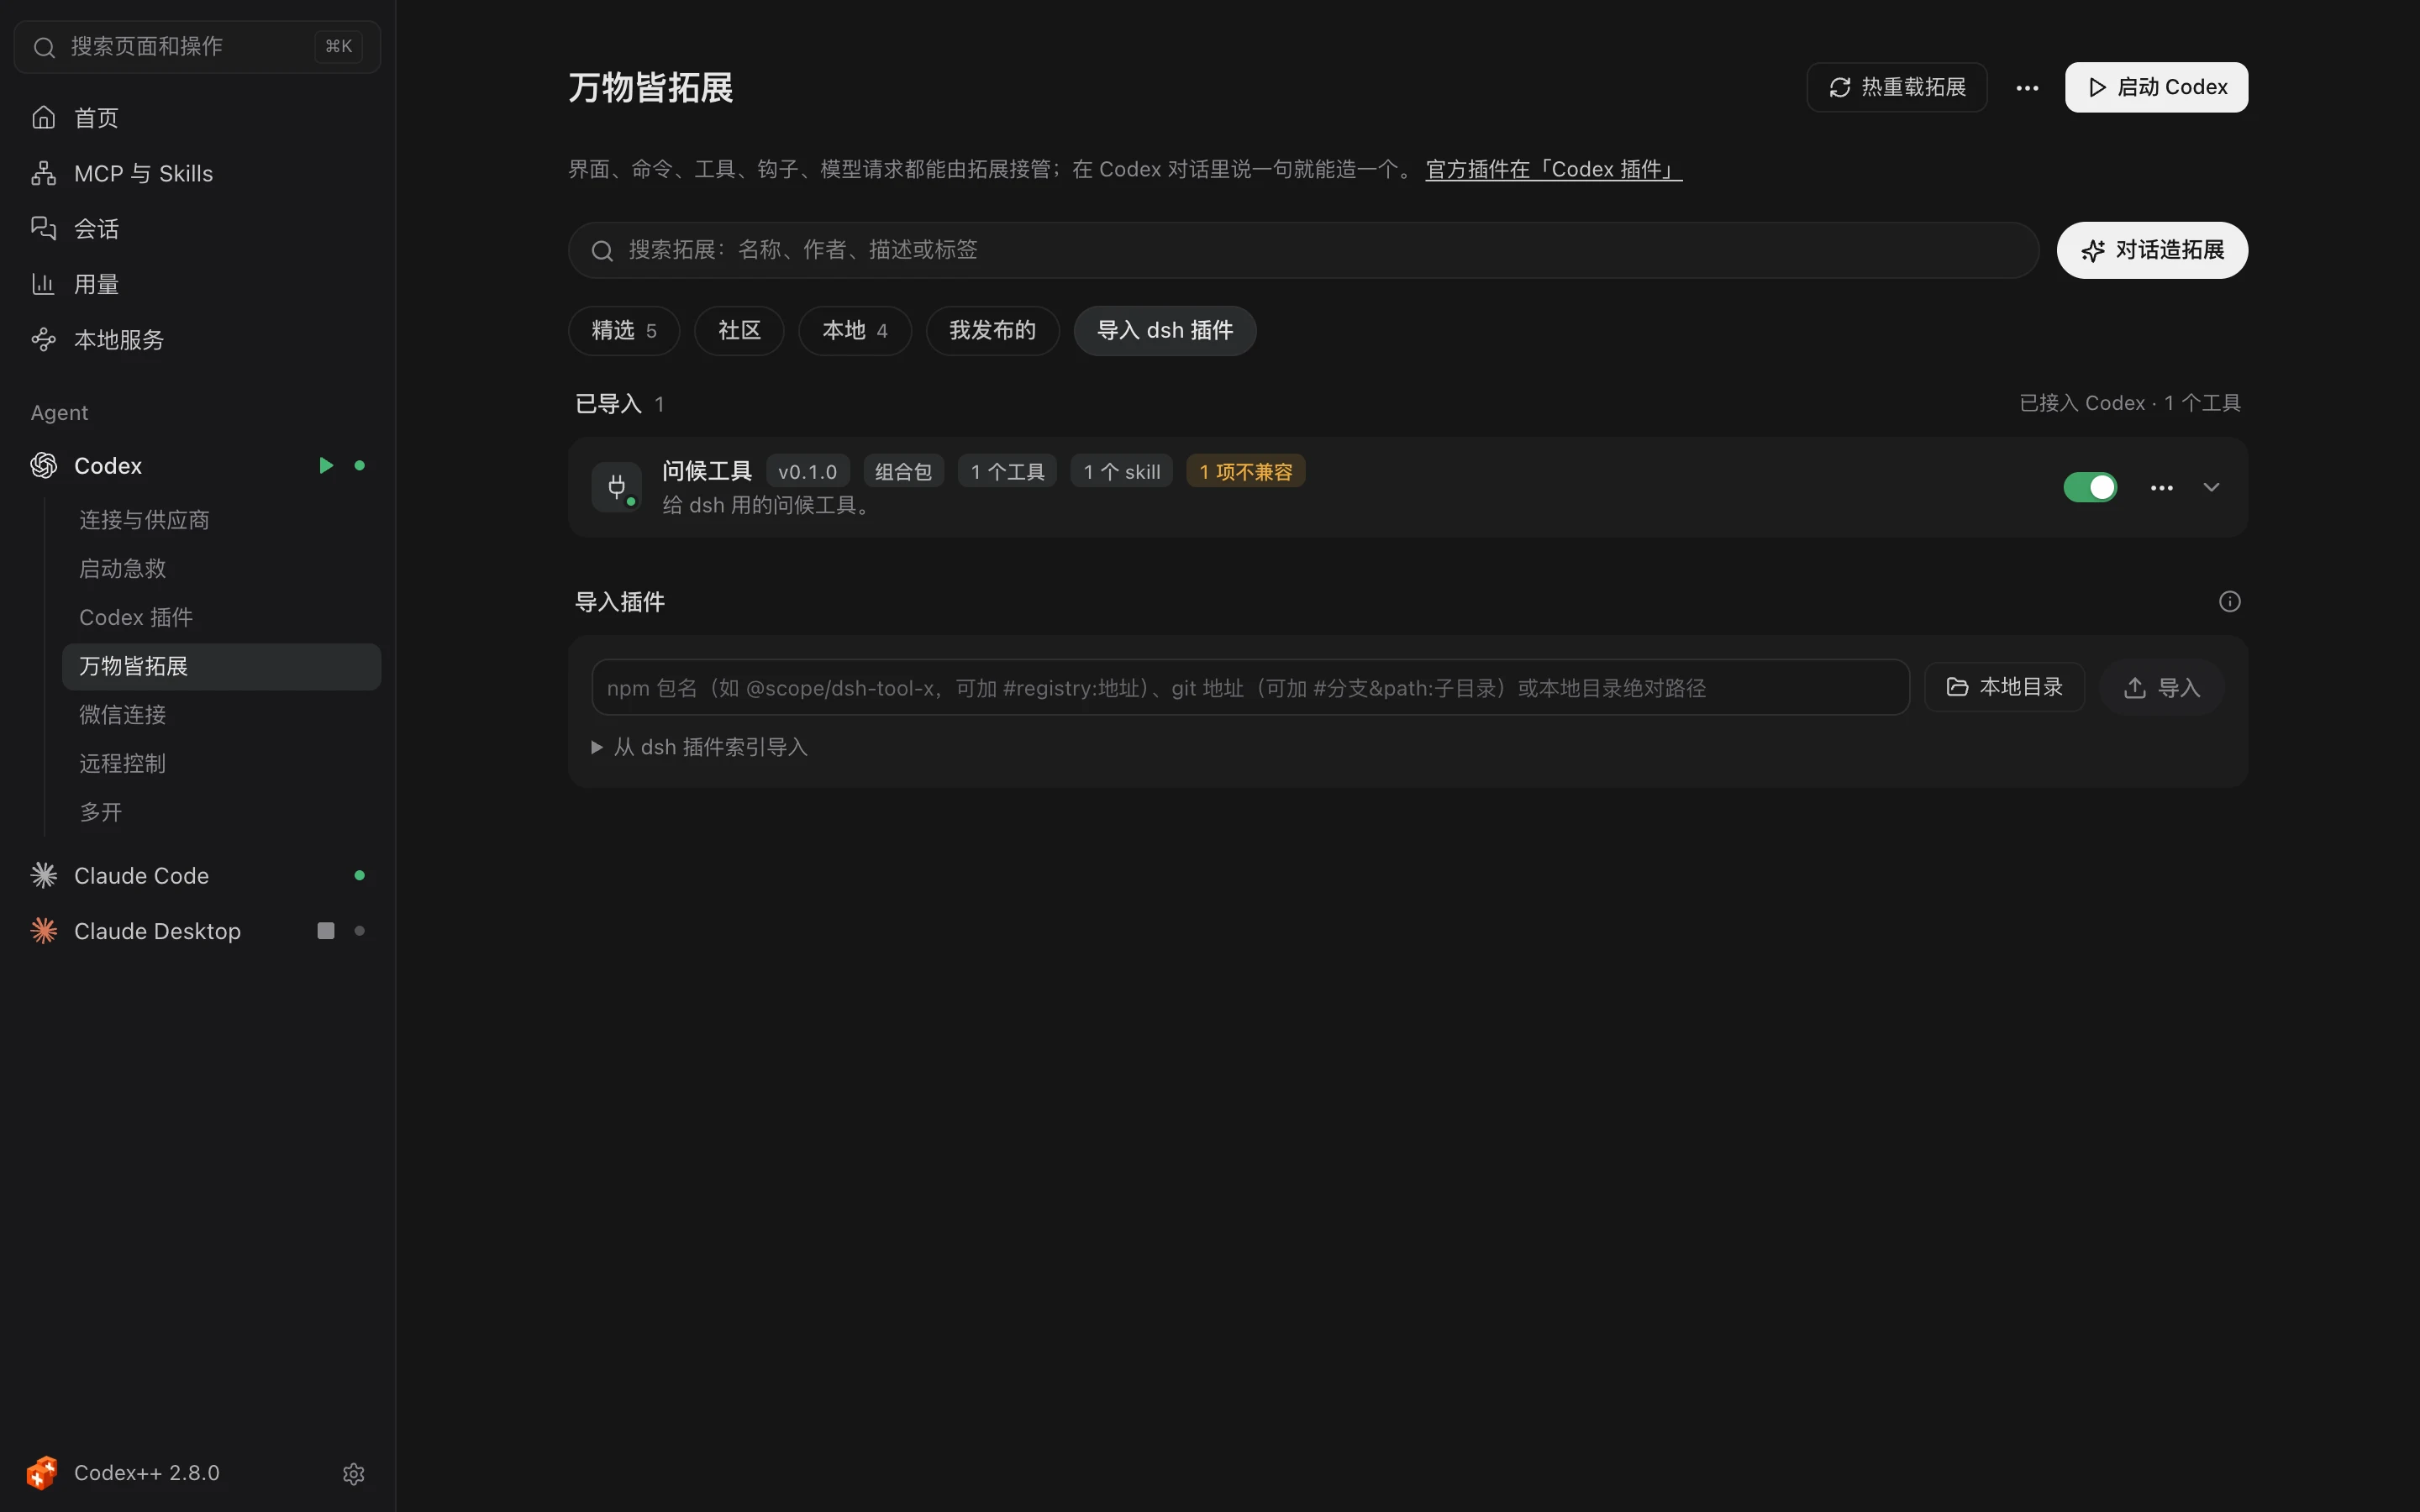 搜索页面和操作 ⌘K
首页
MCP 与 Skills
会话
用量
本地服务
Agent
Codex
连接与供应商
启动急救
Codex 插件
万物皆拓展
微信连接
远程控制
多开
Claude Code
Claude Desktop
Codex++ 2.8.0
万物皆拓展
热重载拓展
启动 Codex
界面、命令、工具、钩子、模型请求都能由拓展接管；在 Codex 对话里说一句就能造一个。 官方插件在「Codex 插件」
搜索拓展：名称、作者、描述或标签
对话造拓展
精选 5 社区 本地 4 我发布的 导入 dsh 插件
已导入 1
已接入 Codex · 1 个工具
问候工具 v0.1.0 组合包 1 个工具 1 个 skill 1 项不兼容
给 dsh 用的问候工具。
导入插件
npm 包名（如 @scope/dsh-tool-x，可加 #registry:地址）、git 地址（可加 #分支&path:子目录）或本地目录绝对路径
本地目录
导入
从 dsh 插件索引导入